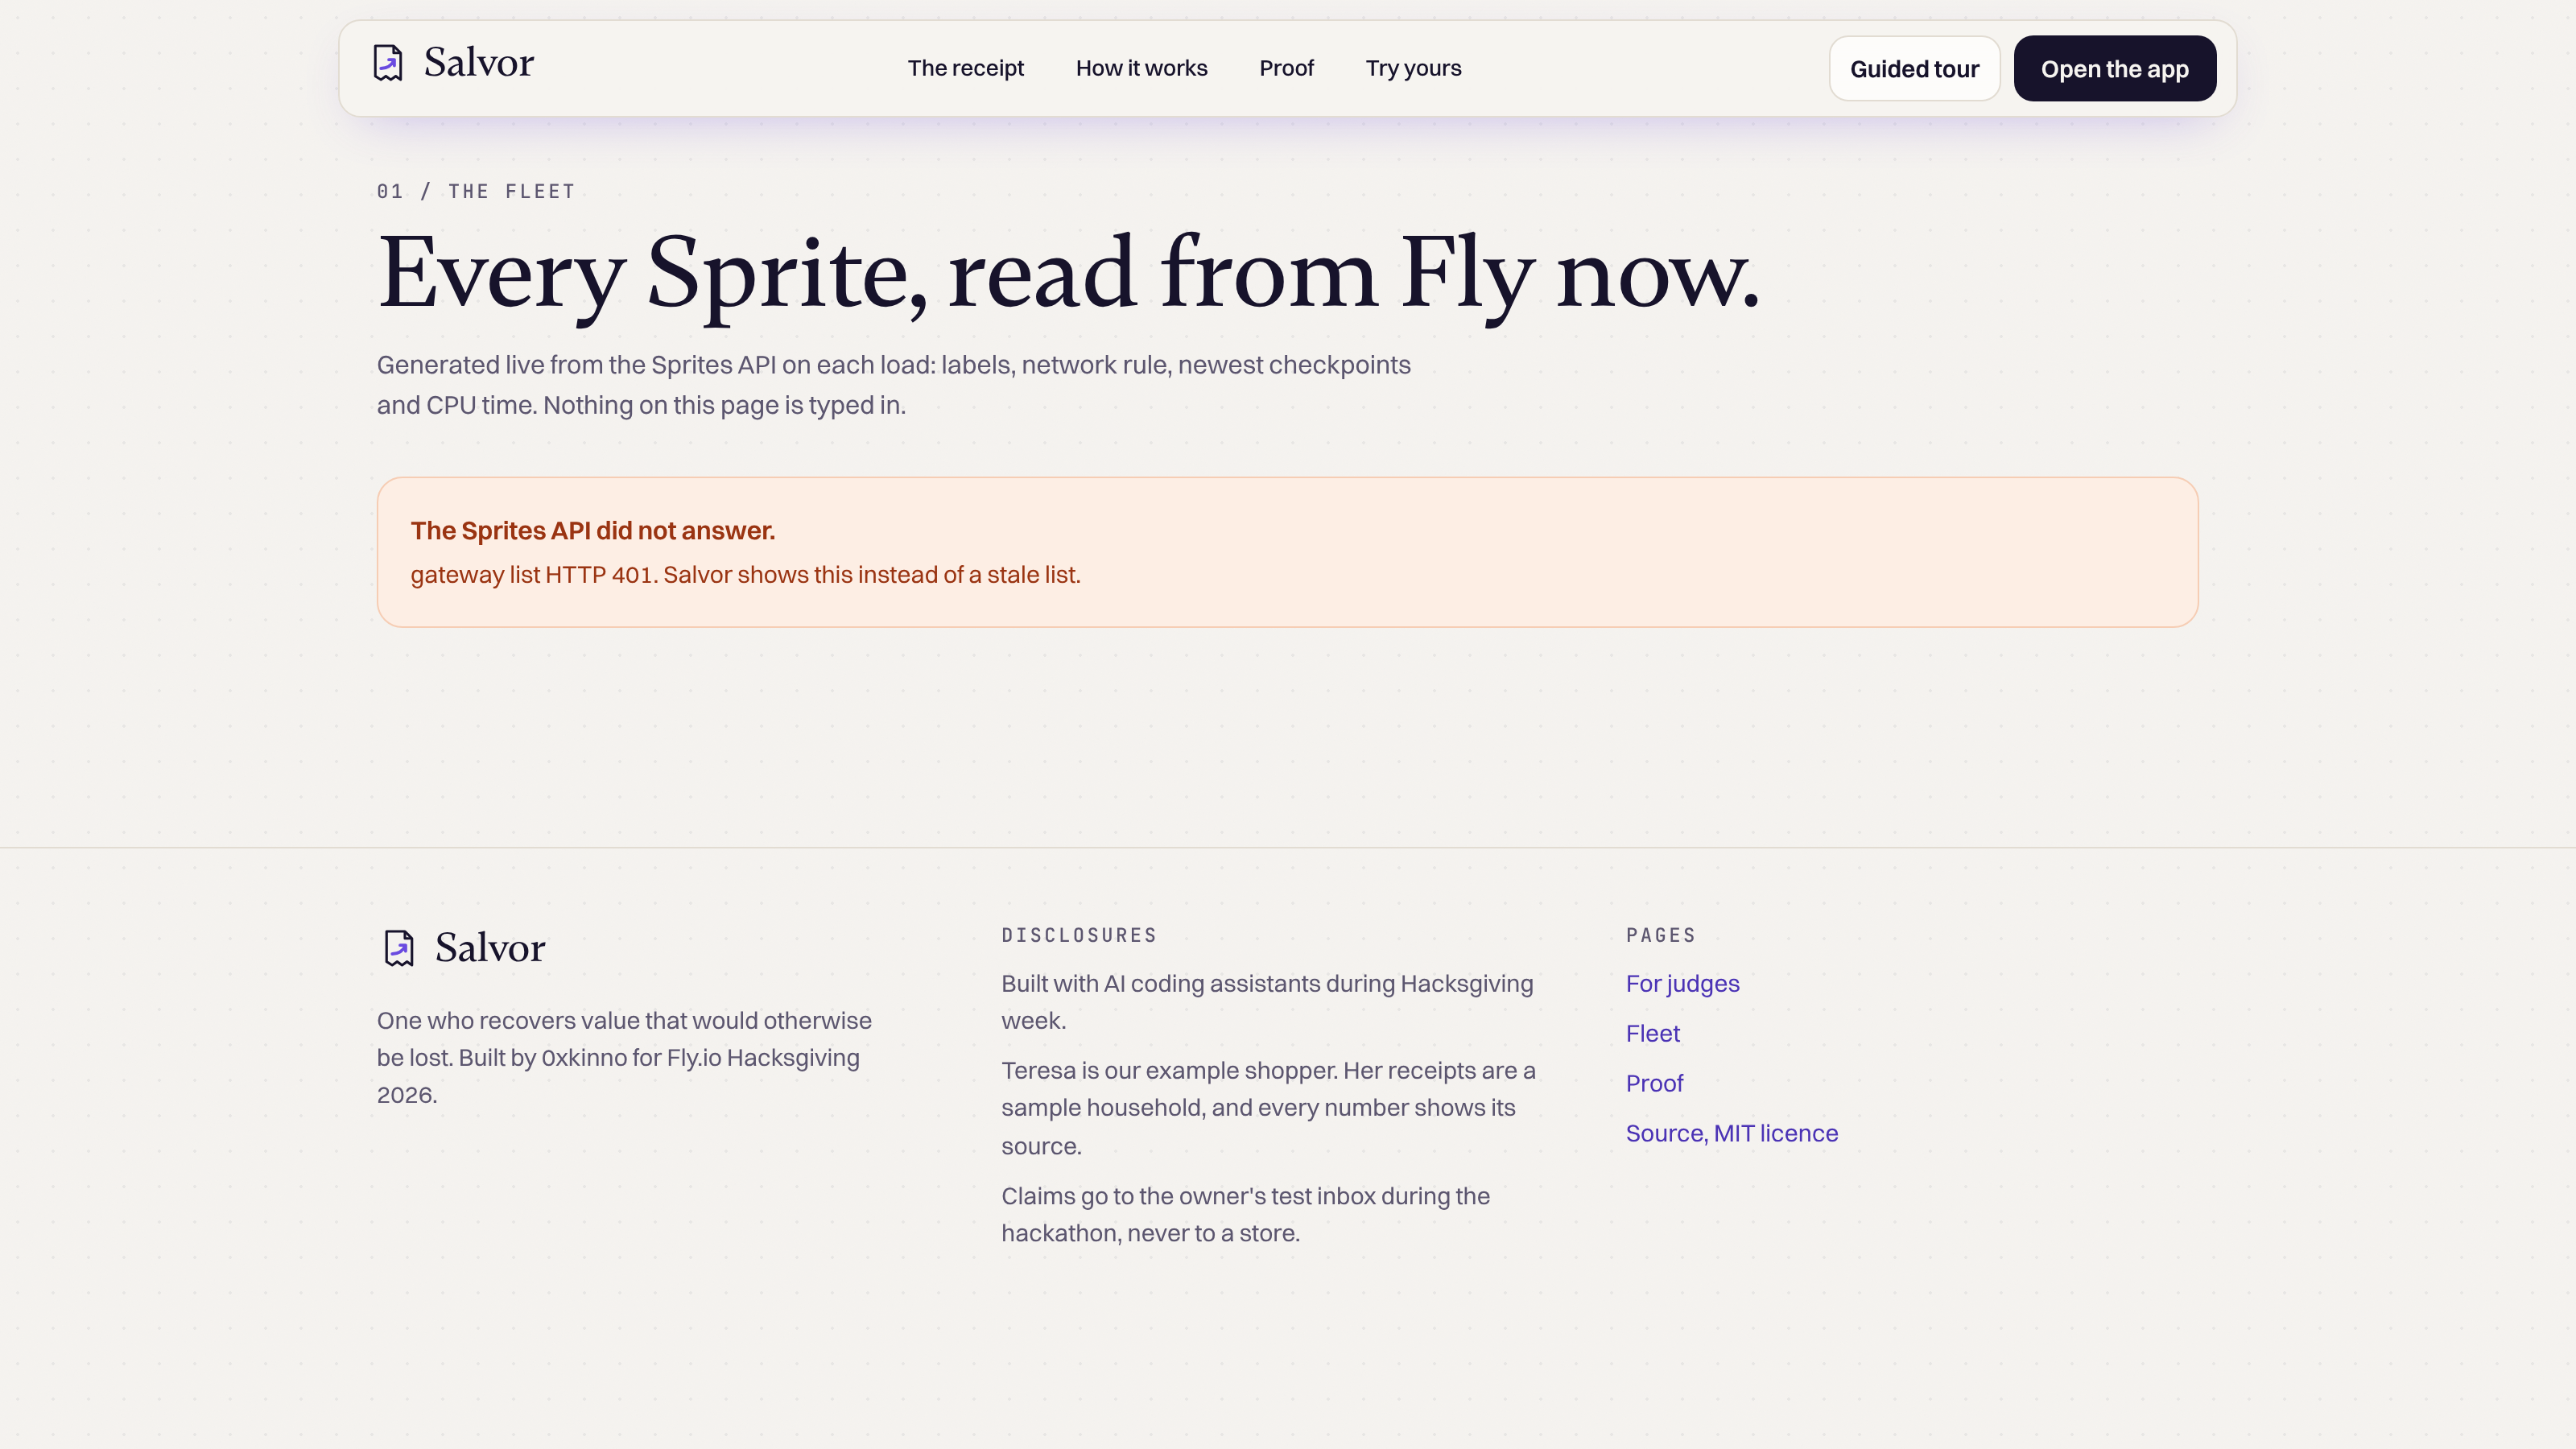 Salvor
The receipt
How it works
Proof
Try yours
Guided tour
Open the app
01 / THE FLEET
Every Sprite, read from Fly now.
Generated live from the Sprites API on each load: labels, network rule, newest checkpoints
and CPU time. Nothing on this page is typed in.
The Sprites API did not answer.
gateway list HTTP 401. Salvor shows this instead of a stale list.
Salvor
One who recovers value that would otherwise
be lost. Built by 0xkinno for Fly.io Hacksgiving
2026.
DISCLOSURES
Built with AI coding assistants during Hacksgiving
week.
Teresa is our example shopper. Her receipts are a
sample household, and every number shows its
source.
Claims go to the owner's test inbox during the
hackathon, never to a store.
PAGES
For judges
Fleet
Proof
Source, MIT licence